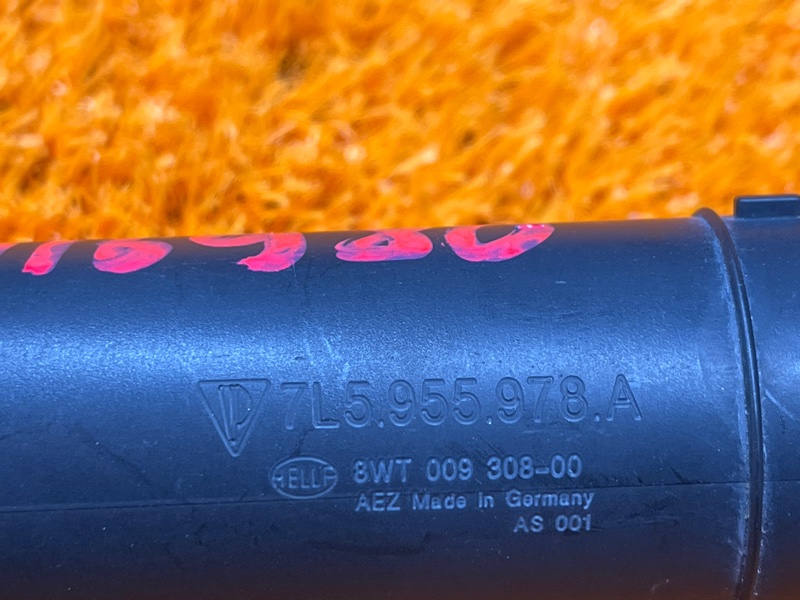 7L5.955.978.A
HELLA 8WT 009 308-00
AEZ Made in Germany
AS 001